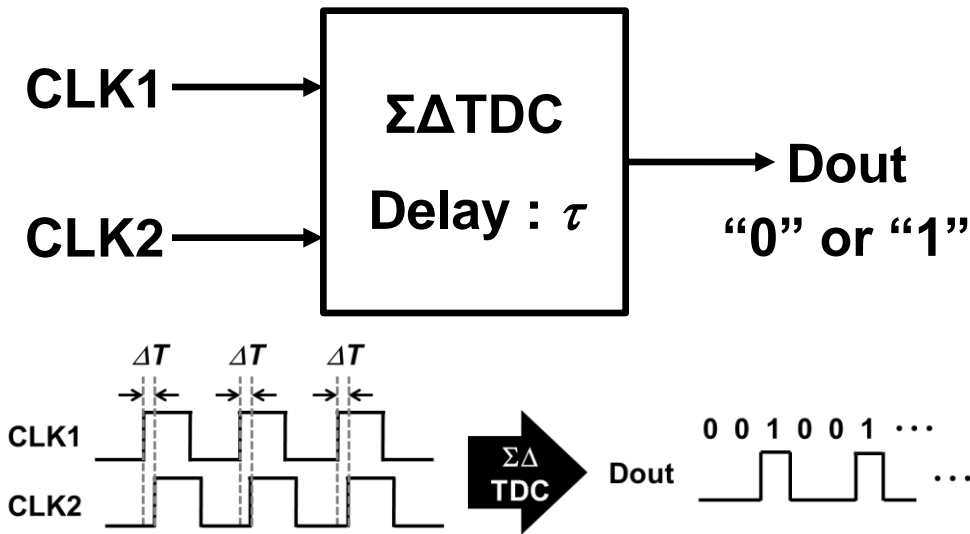 CLK1
ΣΔTDC
Delay : τ
CLK2
Dout
“0” or “1”
ΔT ΔT ΔT
CLK1
CLK2
ΣΔ
TDC
0 0 1 0 0 1 ···
Dout
···